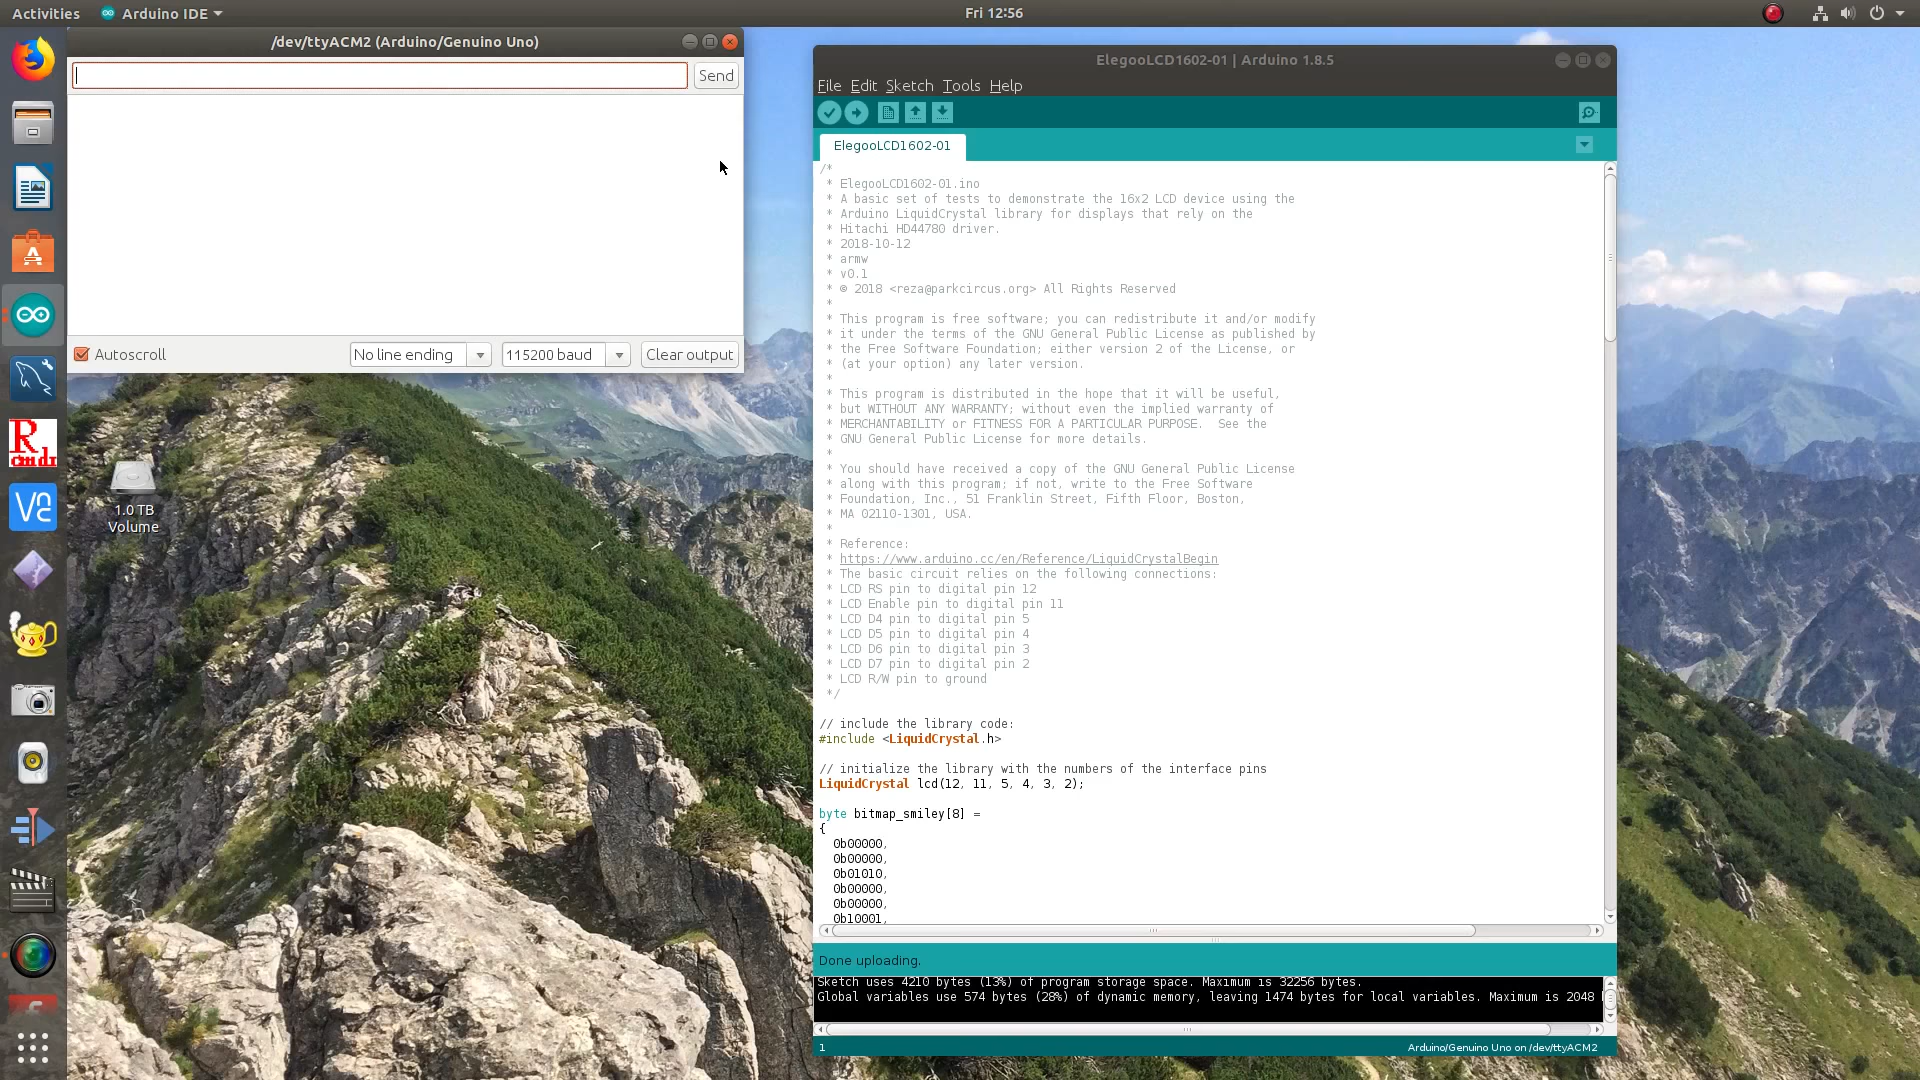 Activities
Arduino IDE
Fri 12:56
/dev/ttyACM2 (Arduino/Genuino Uno)
Send
Autoscroll
No line ending
115200 baud
Clear output
R
cmdr
1.0 TB
Volume
ElegooLCD1602-01 | Arduino 1.8.5
File Edit Sketch Tools Help
ElegooLCD1602-01
/*
* ElegooLCD1602-01.ino
* A basic set of tests to demonstrate the 16x2 LCD device using the
* Arduino LiquidCrystal library for displays that rely on the
* Hitachi HD44780 driver.
* 2018-10-12
* armw
* v0.1
* © 2018 <reza@parkcircus.org> All Rights Reserved
*
* This program is free software; you can redistribute it and/or modify
* it under the terms of the GNU General Public License as published by
* the Free Software Foundation; either version 2 of the License, or
* (at your option) any later version.
*
* This program is distributed in the hope that it will be useful,
* but WITHOUT ANY WARRANTY; without even the implied warranty of
* MERCHANTABILITY or FITNESS FOR A PARTICULAR PURPOSE.  See the
* GNU General Public License for more details.
*
* You should have received a copy of the GNU General Public License
* along with this program; if not, write to the Free Software
* Foundation, Inc., 51 Franklin Street, Fifth Floor, Boston,
* MA 02110-1301, USA.
*
* Reference:
* https://www.arduino.cc/en/Reference/LiquidCrystalBegin
* The basic circuit relies on the following connections:
* LCD RS pin to digital pin 12
* LCD Enable pin to digital pin 11
* LCD D4 pin to digital pin 5
* LCD D5 pin to digital pin 4
* LCD D6 pin to digital pin 3
* LCD D7 pin to digital pin 2
* LCD R/W pin to ground
*/
// include the library code:
#include <LiquidCrystal.h>
// initialize the library with the numbers of the interface pins
LiquidCrystal lcd(12, 11, 5, 4, 3, 2);
byte bitmap_smiley[8] =
{
0b00000,
0b00000,
0b01010,
0b00000,
0b00000,
0b10001,
Done uploading.
Sketch uses 4210 bytes (13%) of program storage space. Maximum is 32256 bytes.
Global variables use 574 bytes (28%) of dynamic memory, leaving 1474 bytes for local variables. Maximum is 2048
1
Arduino/Genuino Uno on /dev/ttyACM2